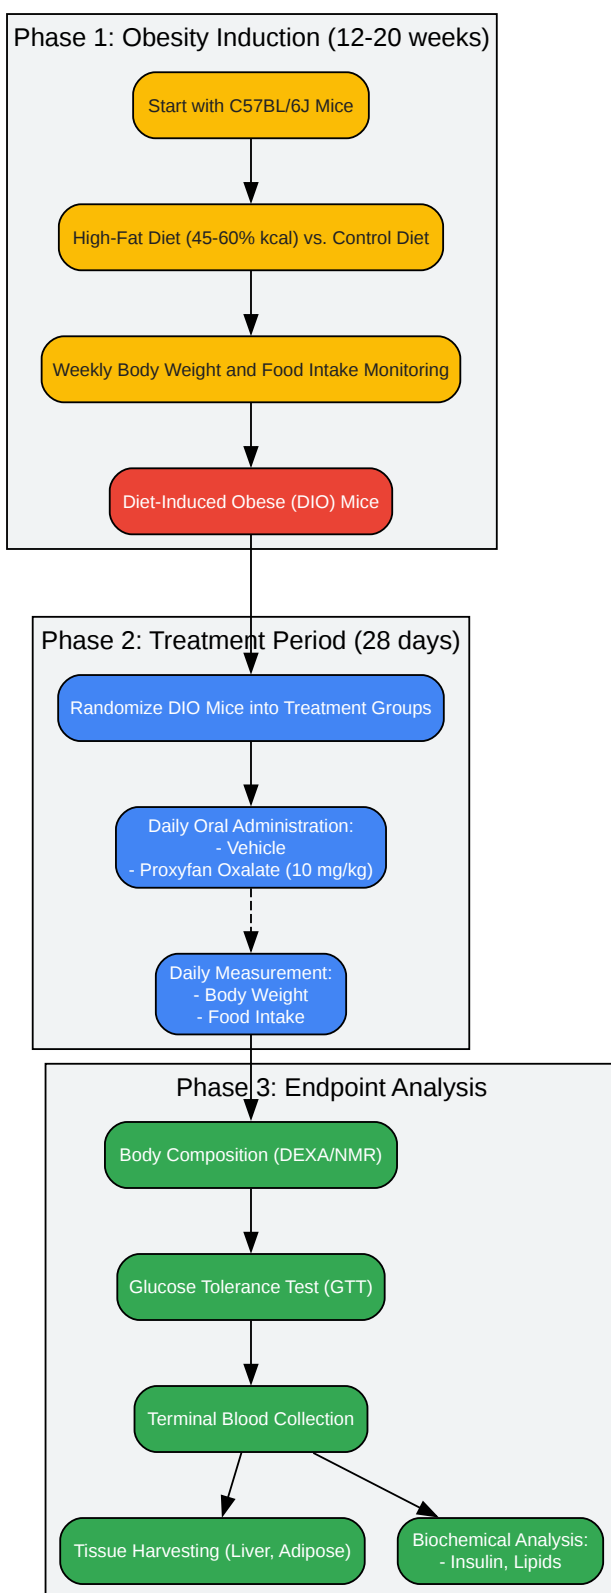 Phase 1: Obesity Induction (12-20 weeks)
Start with C57BL/6J Mice
High-Fat Diet (45-60% kcal) vs. Control Diet
Weekly Body Weight and Food Intake Monitoring
Diet-Induced Obese (DIO) Mice
Phase 2: Treatment Period (28 days)
Randomize DIO Mice into Treatment Groups
Daily Oral Administration:
- Vehicle
- Proxyfan Oxalate (10 mg/kg)
Daily Measurement:
- Body Weight
- Food Intake
Phase 3: Endpoint Analysis
Body Composition (DEXA/NMR)
Glucose Tolerance Test (GTT)
Terminal Blood Collection
Tissue Harvesting (Liver, Adipose)
Biochemical Analysis:
- Insulin, Lipids